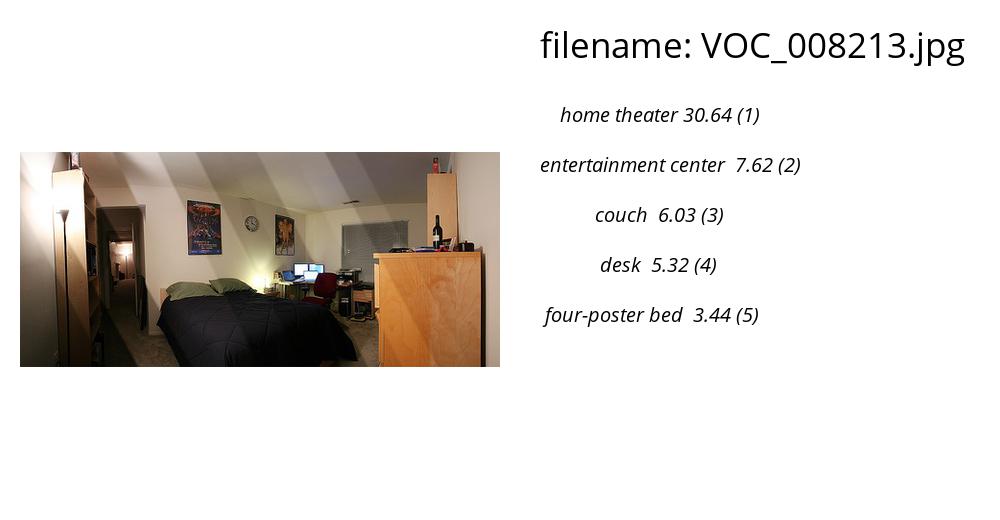 filename: VOC_008213.jpg
home theater 30.64 (1)
entertainment center 7.62 (2)
couch 6.03 (3)
desk 5.32 (4)
four-poster bed 3.44 (5)